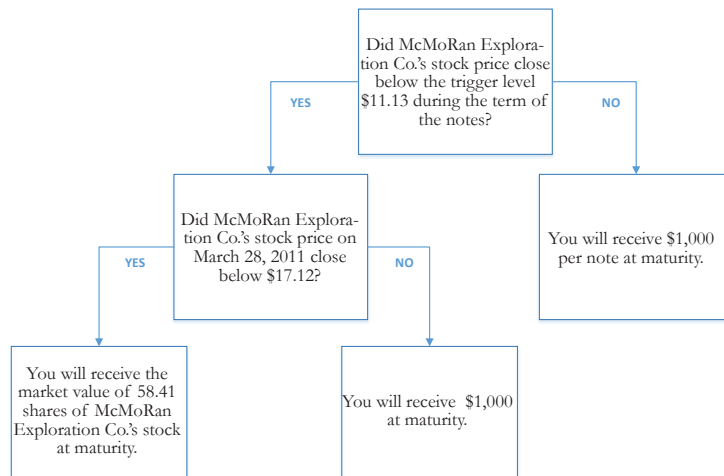 Did McMoRan Explora-
tion Co.'s stock price close
below the trigger level
$11.13 during the term of
the notes?
YES
NO
Did McMoRan Explora-
tion Co.'s stock price on
March 28, 2011 close
below $17.12?
You will receive $1,000
per note at maturity.
YES
NO
You will receive the
market value of 58.41
shares of McMoRan
Exploration Co.'s stock
at maturity.
You will receive $1,000
at maturity.